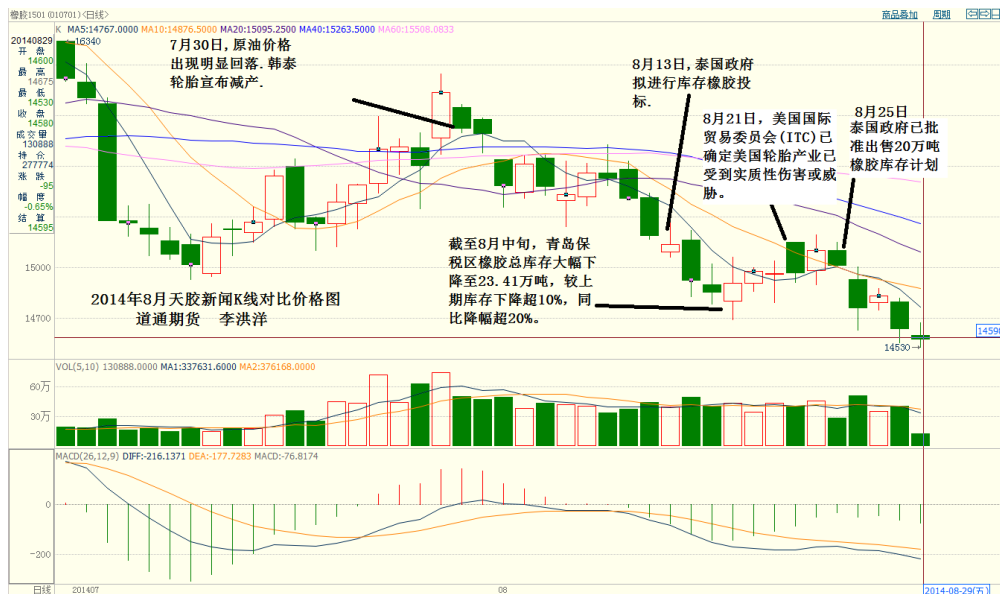 橡胶1501 (010701)<日线>
商品叠加 周期
K MA5:14767.0000 MA10:14876.5000 MA20:15095.2500 MA40:15263.5000 MA60:15508.0833
20140829
开 盘
14600
最 高
14675
最 低
14530
收 盘
14580
成交量
130888
持 仓
27774
涨 跌
-95
幅 度
-0.65%
结 算
14595
16340
7月30日,原油价格
出现明显回落.韩泰
轮胎宣布减产.
8月13日,泰国政府
拟进行库存橡胶投
标.
8月21日，美国国际
贸易委员会(ITC)已
确定美国轮胎产业已
受到实质性伤害或威
胁。
8月25日
泰国政府已批
准出售20万吨
橡胶库存计划
截至8月中旬，青岛保
税区橡胶总库存大幅下
降至23.41万吨，较上
期库存下降超10%，同
比降幅超20%。
15000
2014年8月天胶新闻K线对比价格图
道通期货 李洪洋
14700
14590
14530
VOL(5,10) 130888.0000 MA1:337631.6000 MA2:376168.0000
60万
30万
MACD(26,12,9) DIFF:-216.1371 DEA:-177.7283 MACD:-76.8174
0
-200
日线
201407
08
2014-08-29(五)